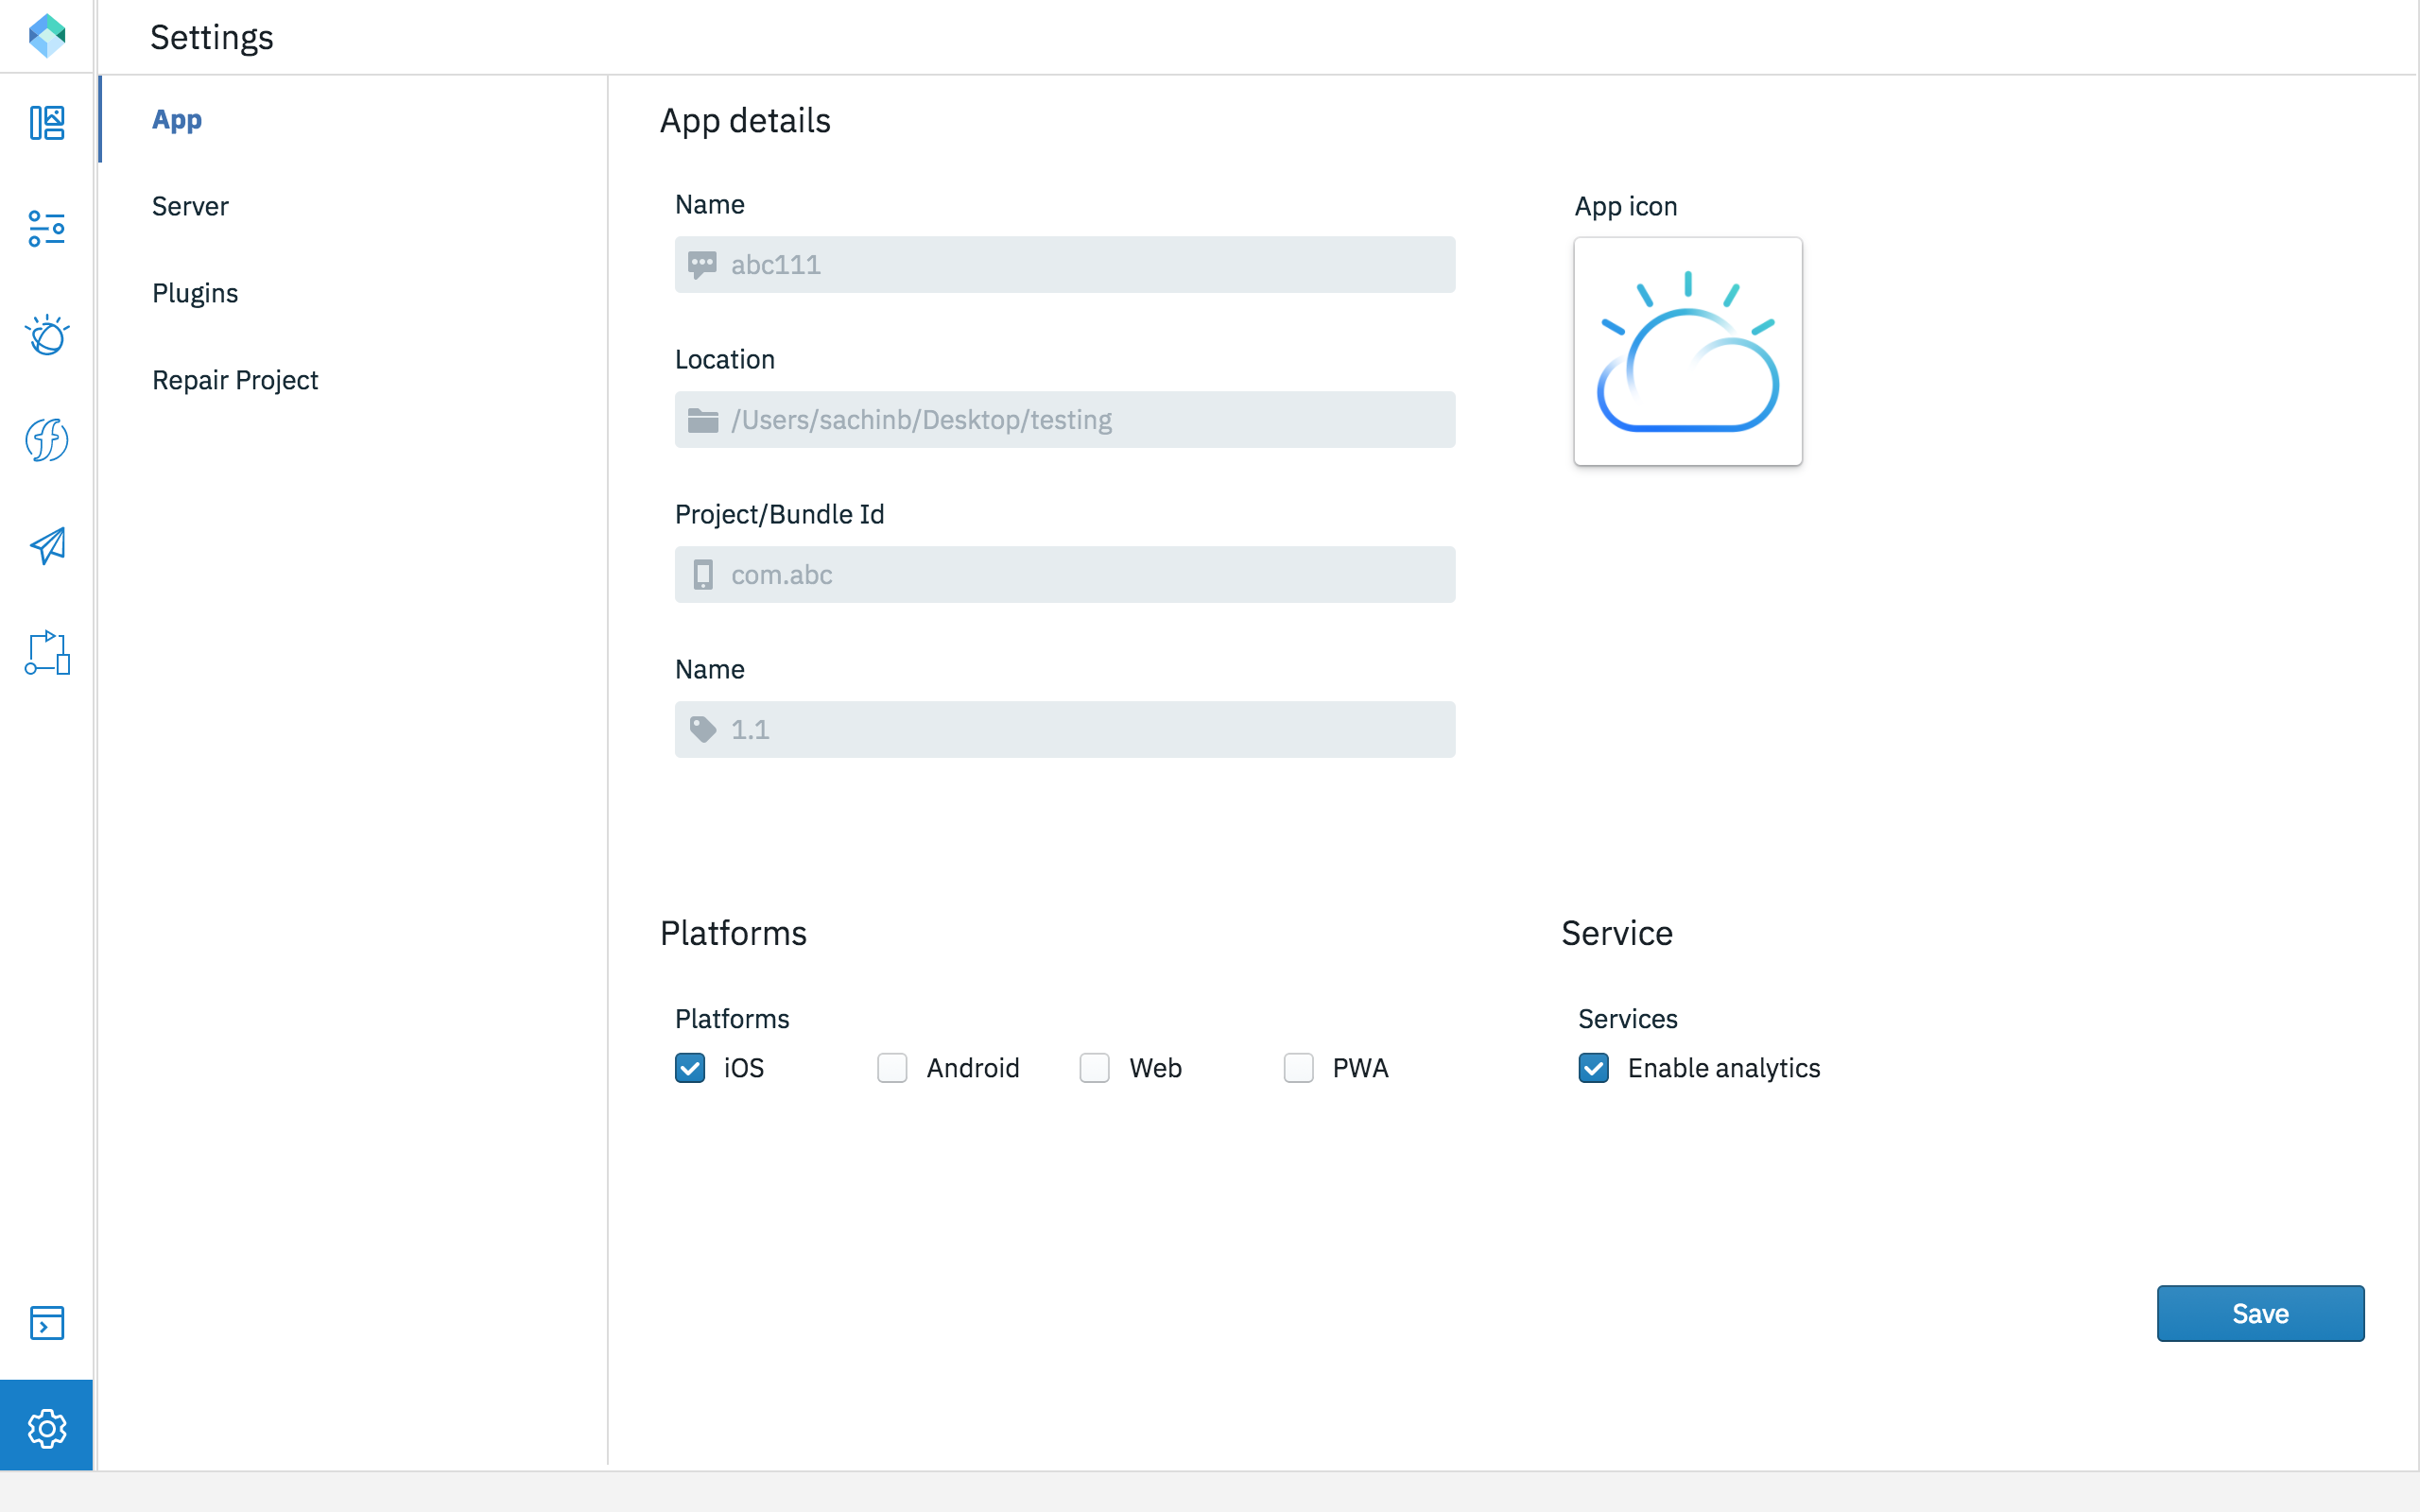 Settings
App
Server
Plugins
Repair Project
App details
Name
abc111
Location
/Users/sachinb/Desktop/testing
Project/Bundle Id
com.abc
Name
1.1
App icon
Platforms
Platforms
iOS Android Web PWA
Service
Services
Enable analytics
Save